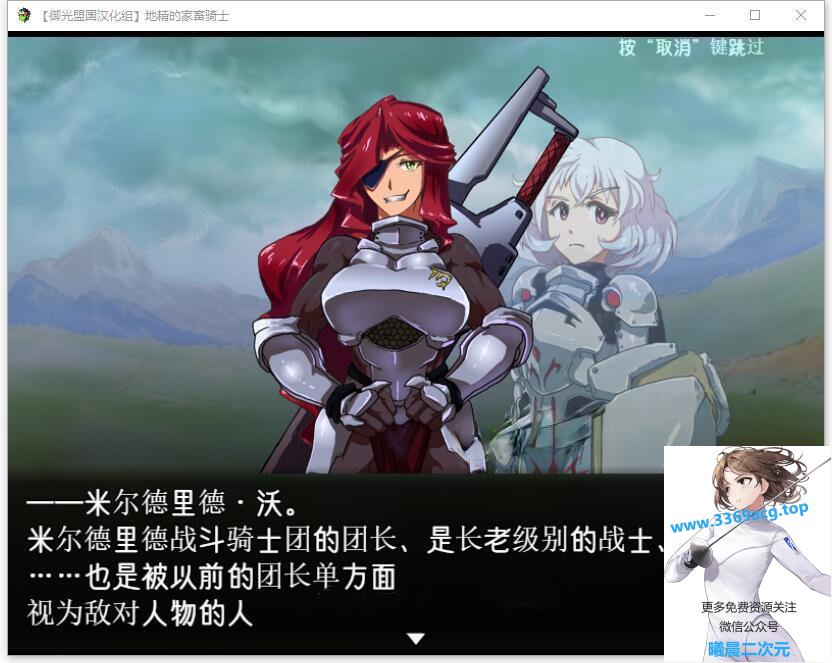 【御光盟国汉化组】地精的家畜骑士
按“取消”键跳过
——米尔德里德·沃。
米尔德里德战斗骑士团的团长、是长老级别的战士、
……也是被以前的团长单方面
视为敌对人物的人
www.3369acg.top
更多免费资源关注
微信公众号
曦晨二次元